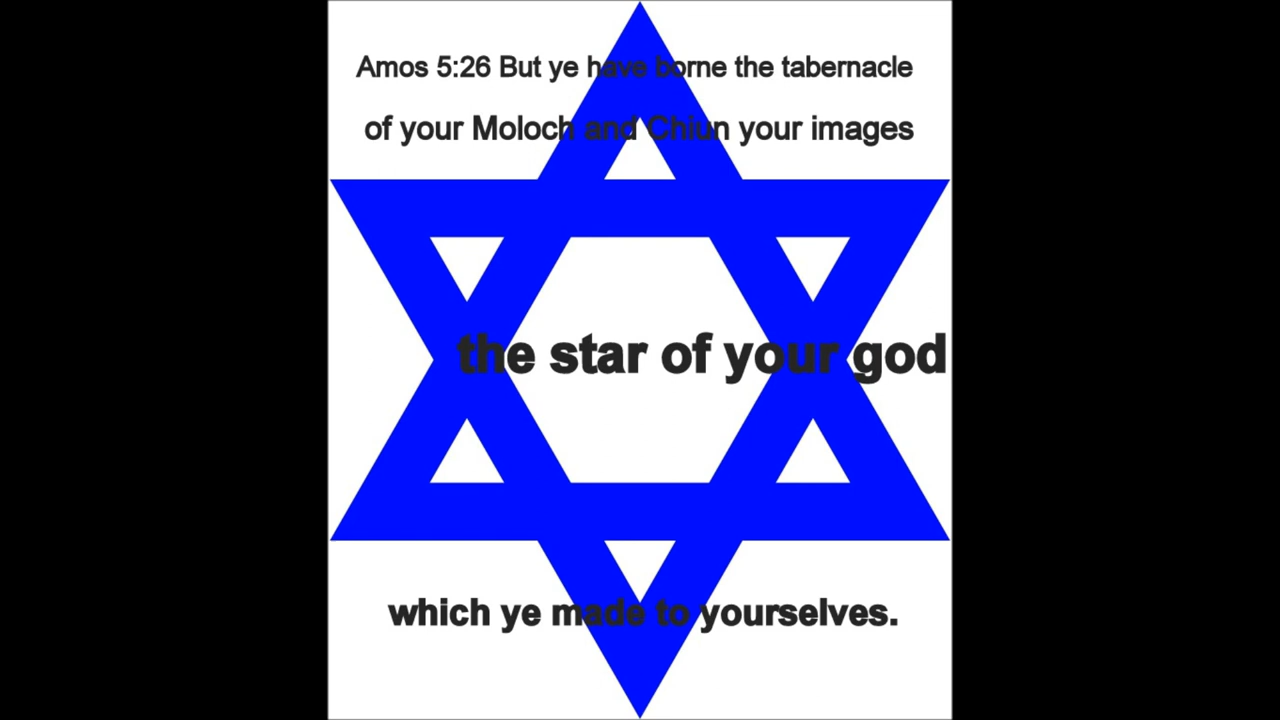 Amos 5:26 But ye have borne the tabernacle
of your Moloch and Chiun your images
the star of your god
which ye made to yourselves.